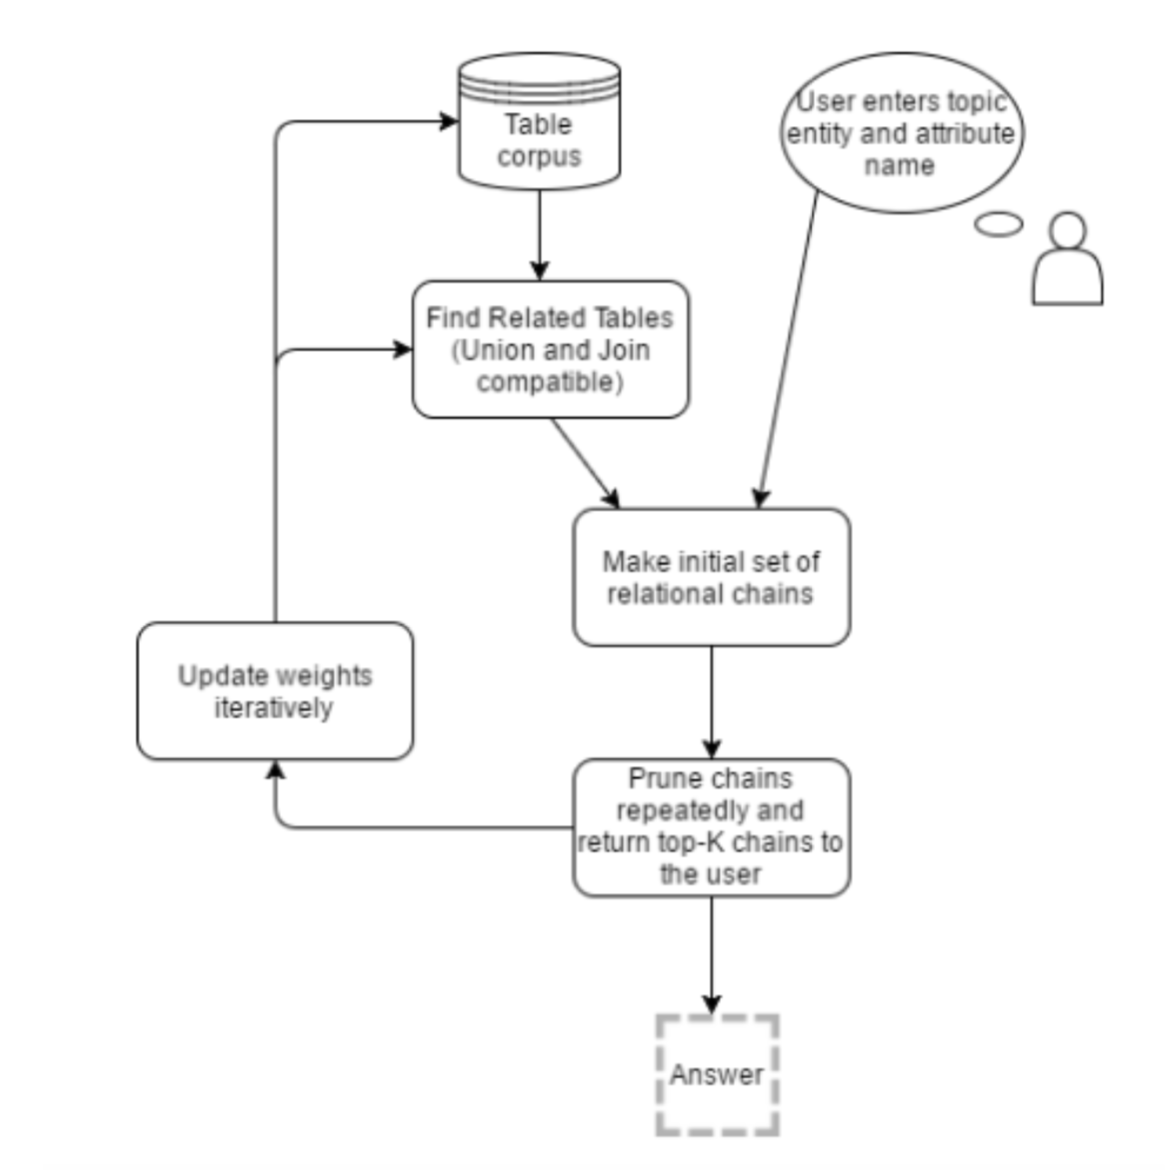 Table
corpus
User enters topic
entity and attribute
name
Find Related Tables
(Union and Join
compatible)
Make initial set of
relational chains
Update weights
iteratively
Prune chains
repeatedly and
return top-K chains to
the user
Answer